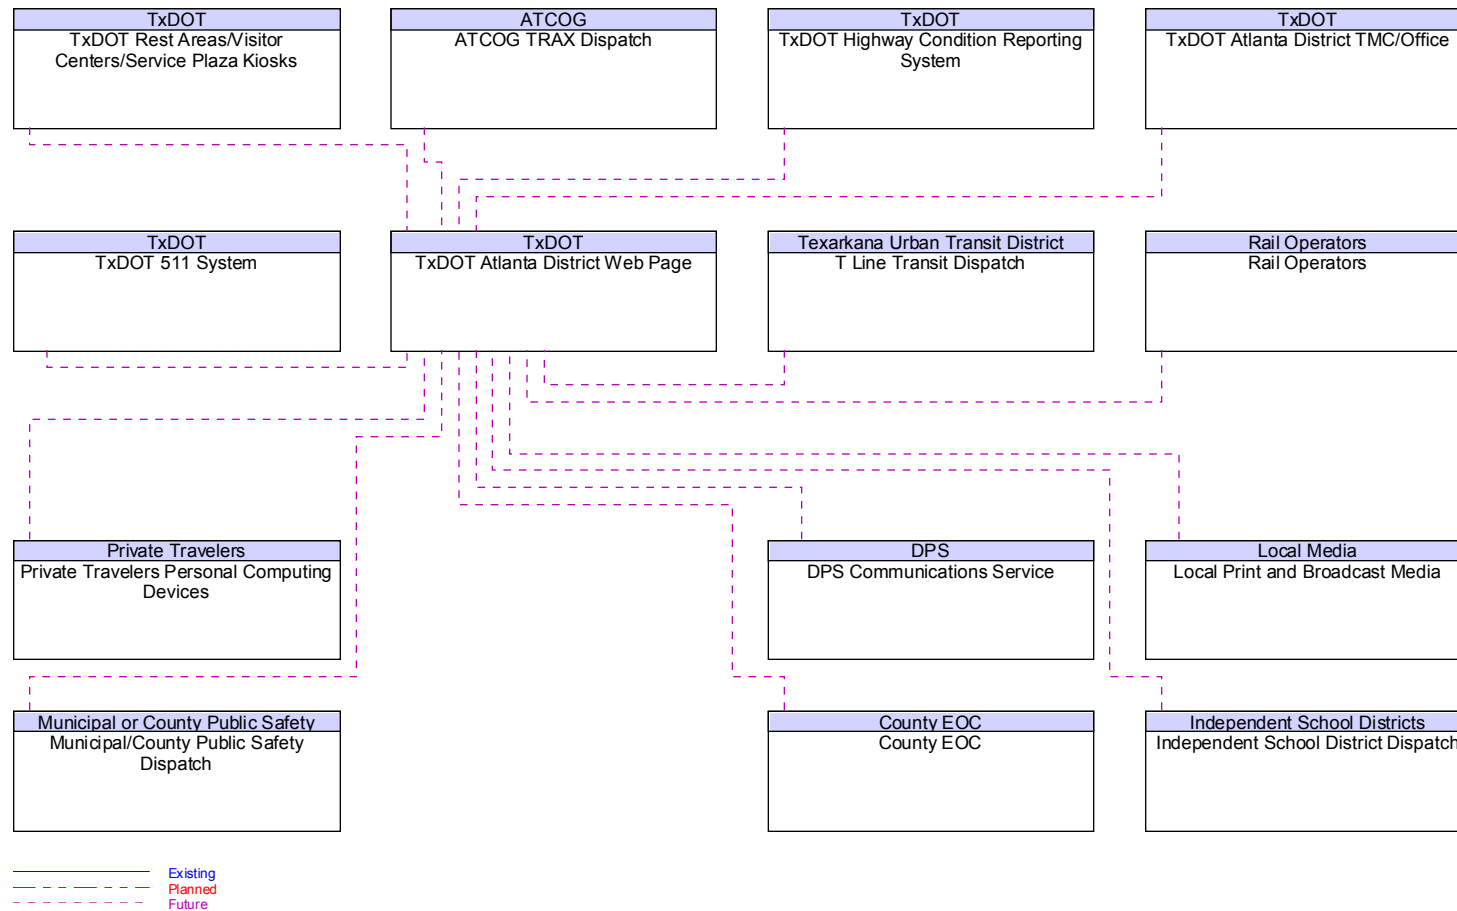 TxDOT
TxDOT Rest Areas/Visitor
Centers/Service Plaza Kiosks
ATCOG
ATCOG TRAX Dispatch
TxDOT
TxDOT Highway Condition Reporting
System
TxDOT
TxDOT Atlanta District TMC/Office
TxDOT
TxDOT 511 System
TxDOT
TxDOT Atlanta District Web Page
Texarkana Urban Transit District
T Line Transit Dispatch
Rail Operators
Rail Operators
Private Travelers
Private Travelers Personal Computing
Devices
DPS
DPS Communications Service
Local Media
Local Print and Broadcast Media
Municipal or County Public Safety
Municipal/County Public Safety
Dispatch
County EOC
County EOC
Independent School Districts
Independent School District Dispatch
Existing
Planned
Future